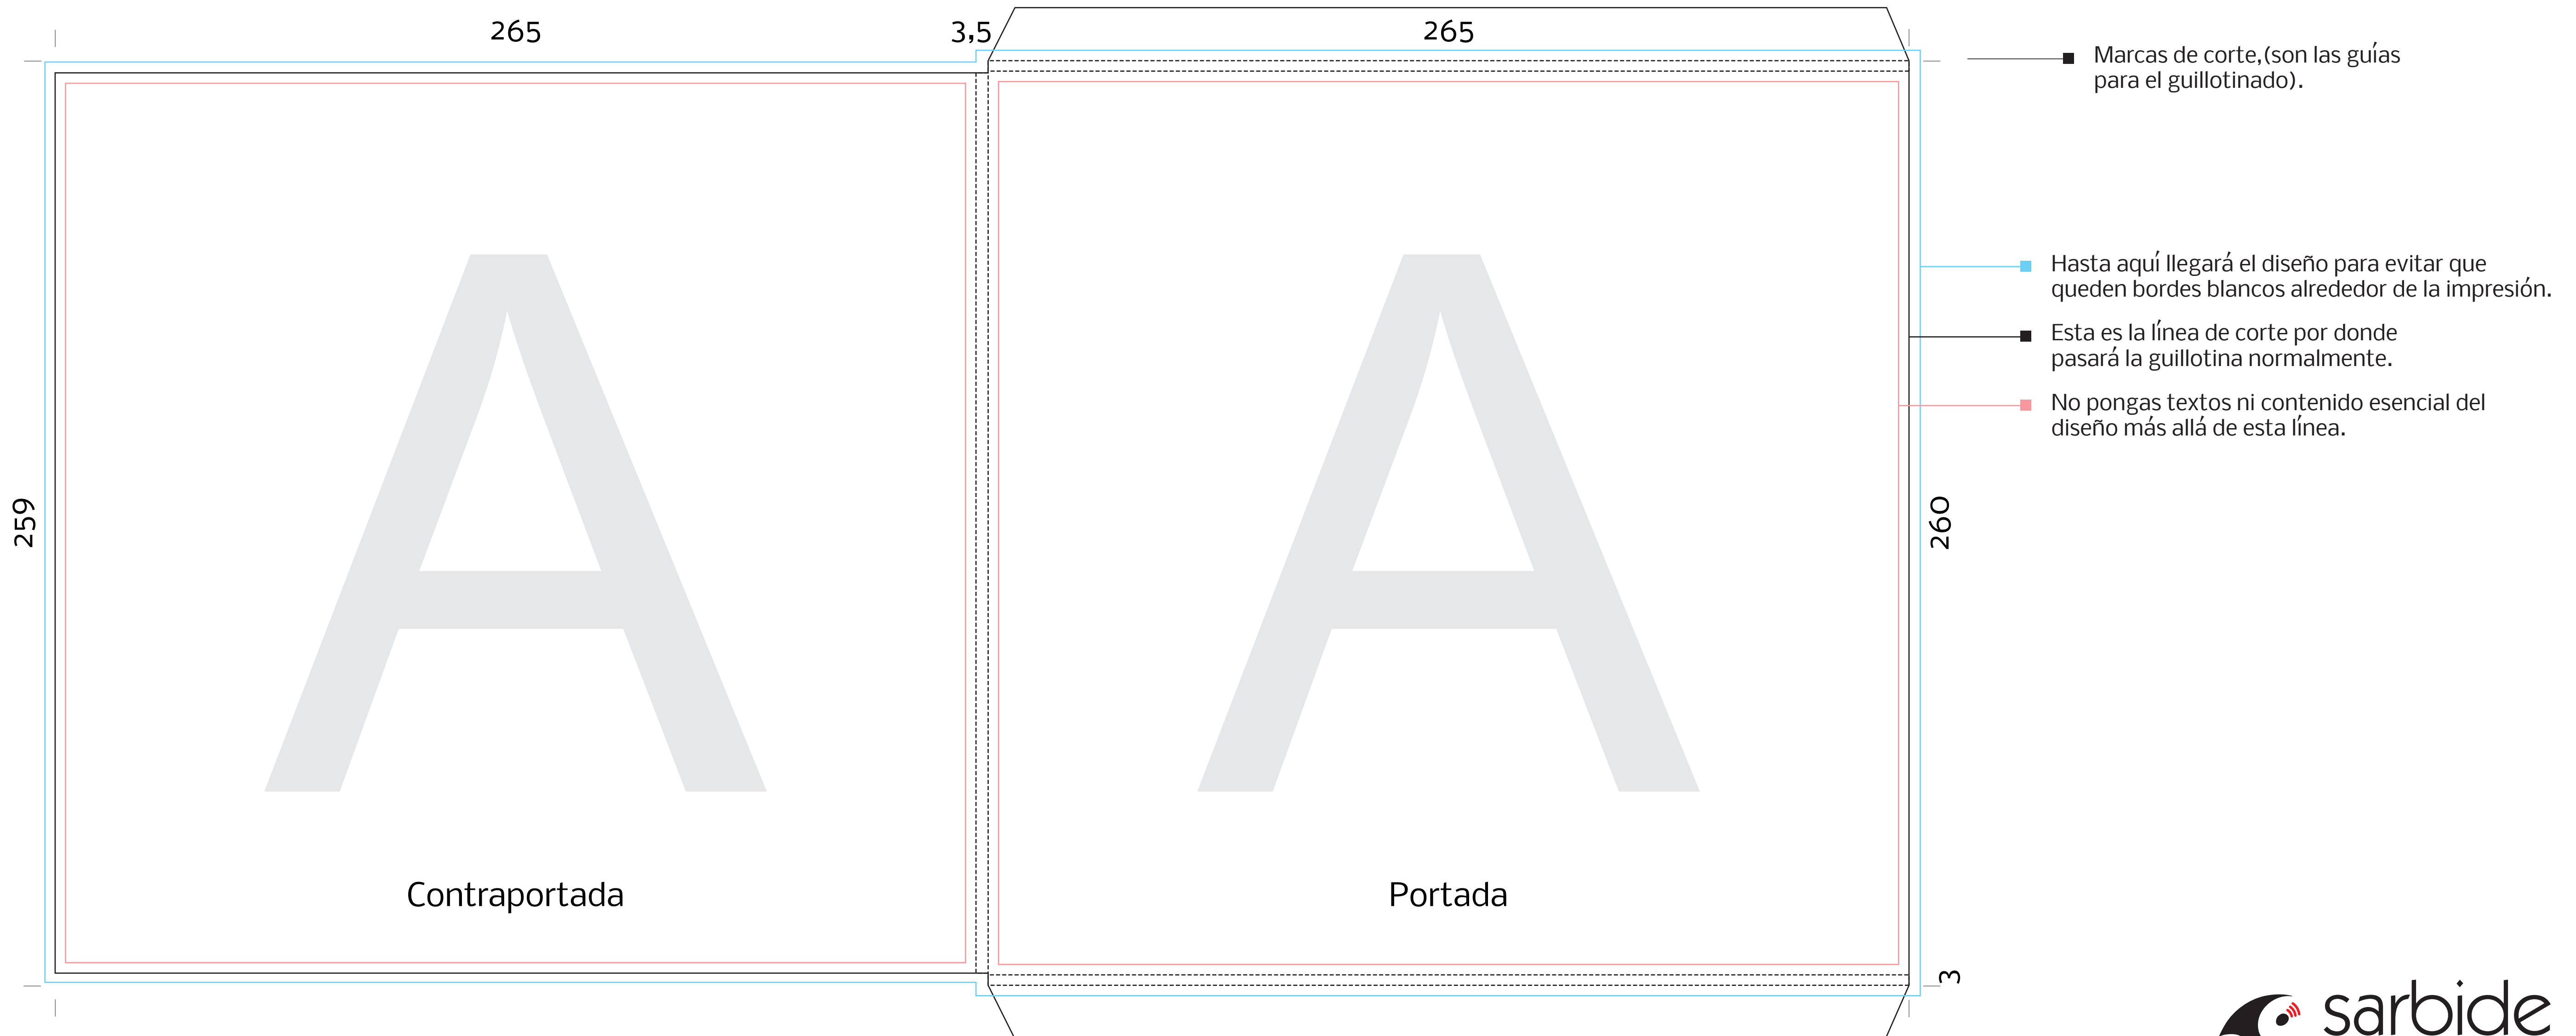 265
3,5
265
Marcas de corte,(son las guías
para el guillotinado).
Hasta aquí llegará el diseño para evitar que
queden bordes blancos alrededor de la impresión.
Esta es la línea de corte por donde
pasará la guillotina normalmente.
No pongas textos ni contenido esencial del
diseño más allá de esta línea.
259
A
A
260
Contraportada
Portada
3
sarbide